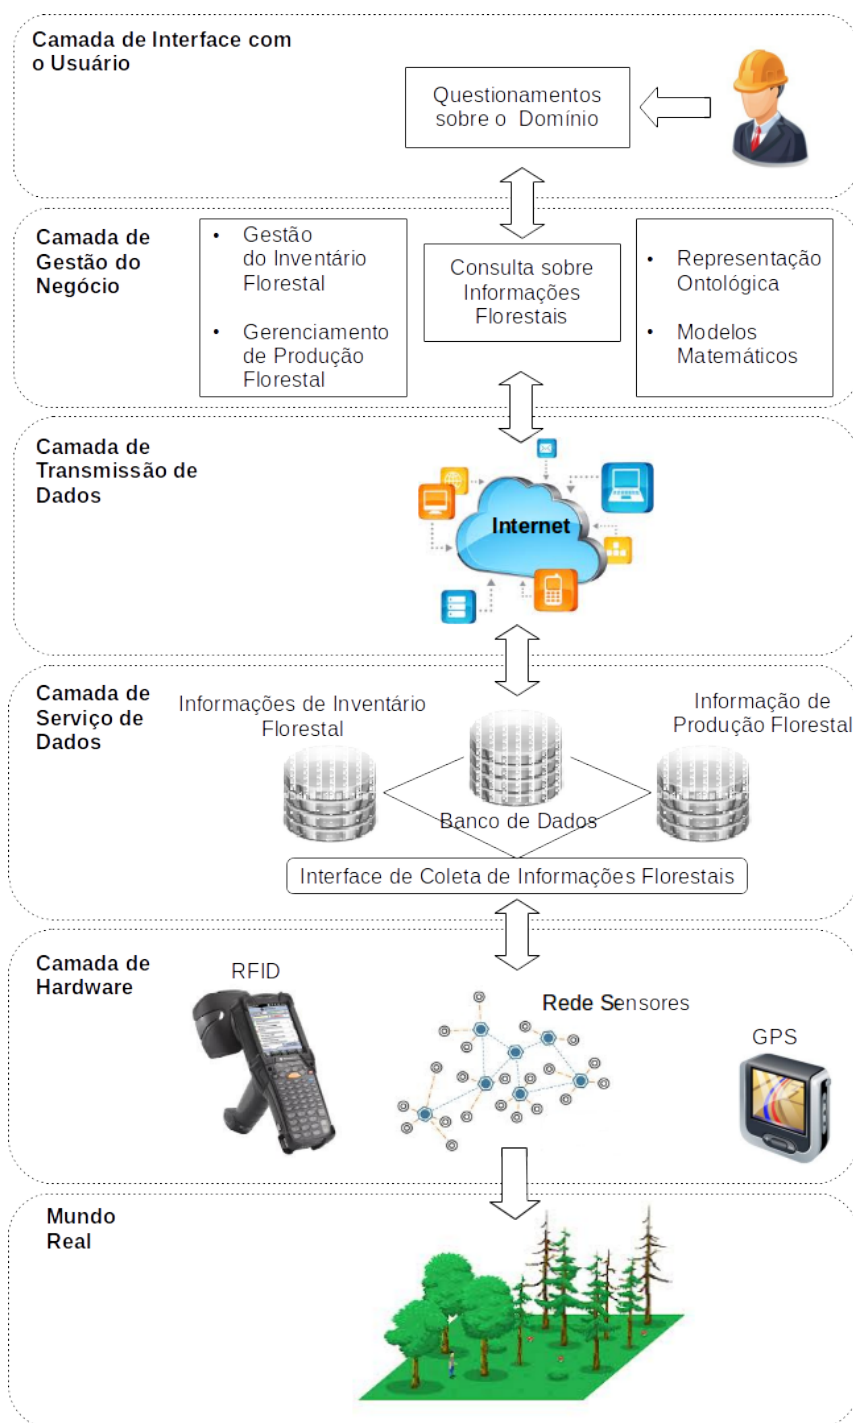 Camada de Interface com
o Usuário
Questionamentos
sobre o Domínio
Camada de
Gestão do
Negócio
• Gestão
do Inventário
Florestal
• Gerenciamento
de Produção
Florestal
Consulta sobre
Informações
Florestais
• Representação
Ontológica
• Modelos
Matemáticos
Camada de
Transmissão de
Dados
Internet
Camada de
Serviço de
Dados
Informações de Inventário
Florestal
Informação de
Produção Florestal
Banco de Dados
Interface de Coleta de Informações Florestais
Camada de
Hardware
RFID
Rede Sensores
GPS
Mundo
Real